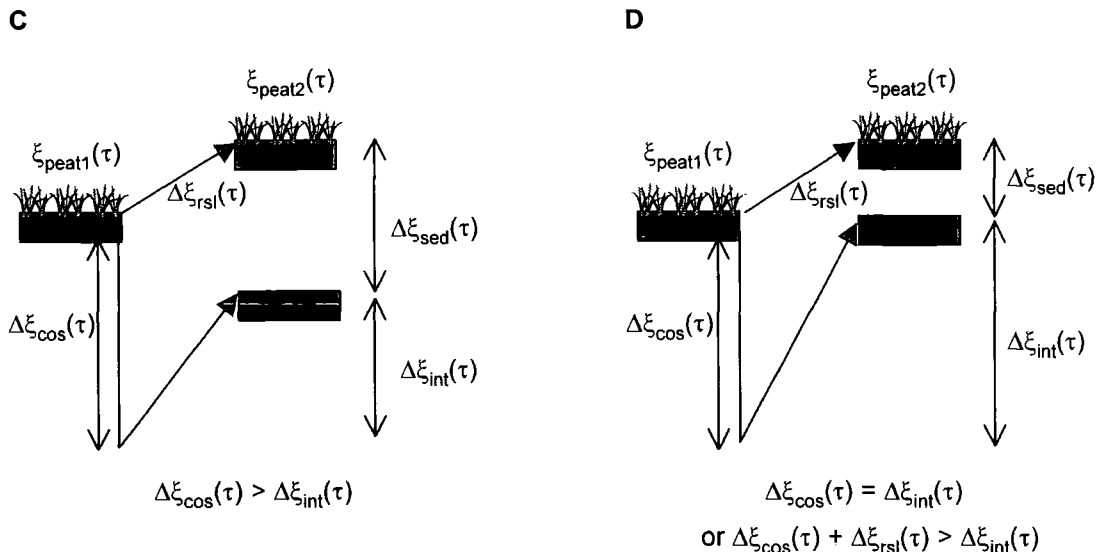 C
ξpeat2(τ)
ξpeat1(τ)
Δξrsl(τ)
Δξsed(τ)
Δξcos(τ)
Δξint(τ)
Δξcos(τ) > Δξint(τ)
D
ξpeat2(τ)
ξpeat1(τ)
Δξrsl(τ)
Δξsed(τ)
Δξcos(τ)
Δξint(τ)
Δξcos(τ) = Δξint(τ)
or Δξcos(τ) + Δξrsl(τ) > Δξint(τ)